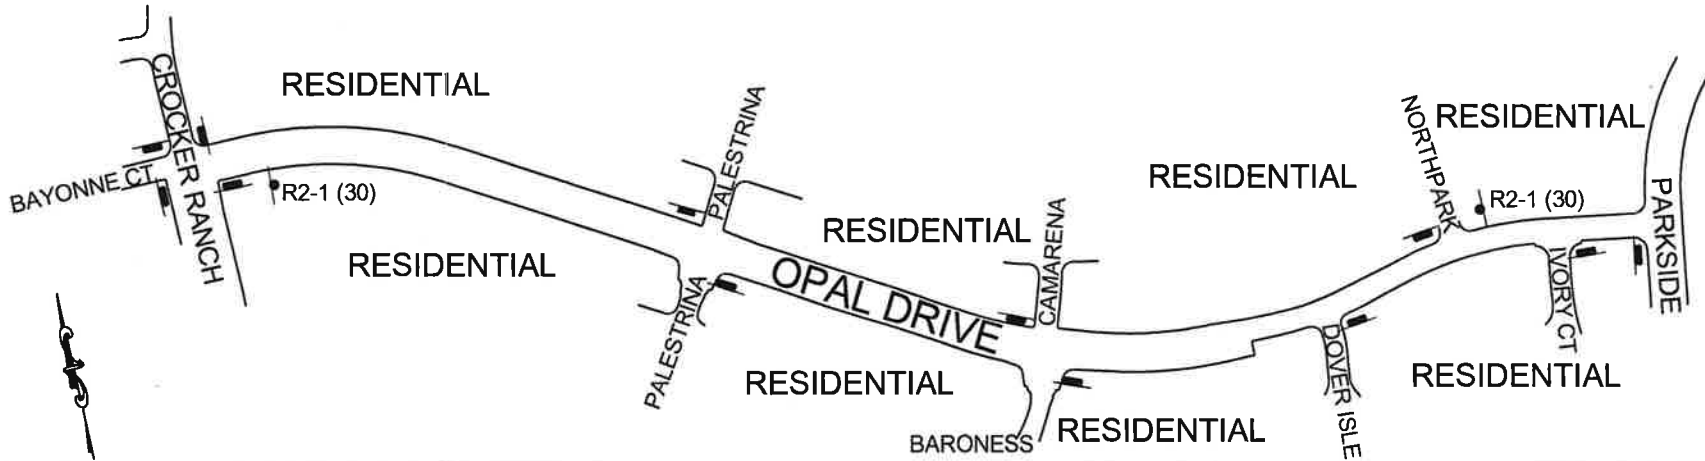 CROCKER RANCH
RESIDENTIAL
BAYONNE CT
R2-1 (30)
RESIDENTIAL
PALESTRINA
PALESTRINA
RESIDENTIAL
OPAL DRIVE
CAMARENA
RESIDENTIAL
BARONESS
RESIDENTIAL
RESIDENTIAL
NORTHPARK
RESIDENTIAL
R2-1 (30)
PARKSIDE
IVORY CT
DOVER ISLE
RESIDENTIAL